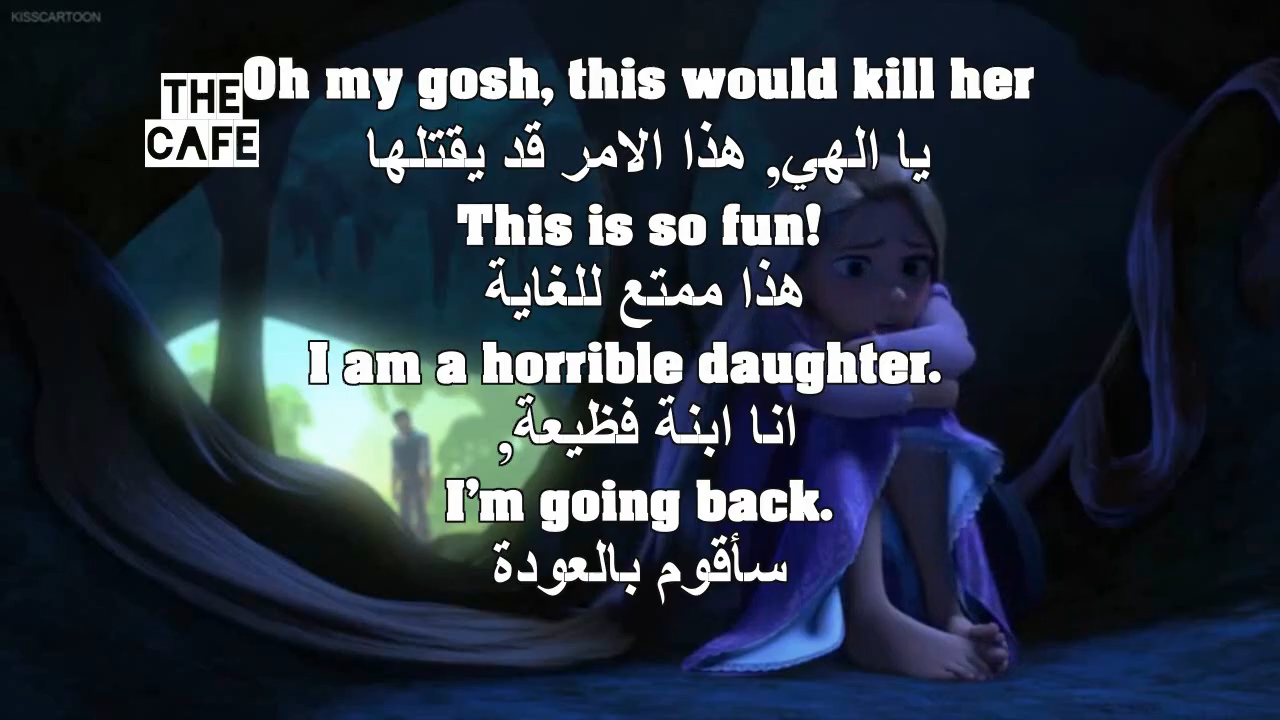 KISSCARTOON
THE
CAFE
Oh my gosh, this would kill her
يا الهي, هذا الامر قد يقتلها
This is so fun!
هذا ممتع للغاية
I am a horrible daughter.
انا ابنة فظيعة,
I'm going back.
سأقوم بالعودة